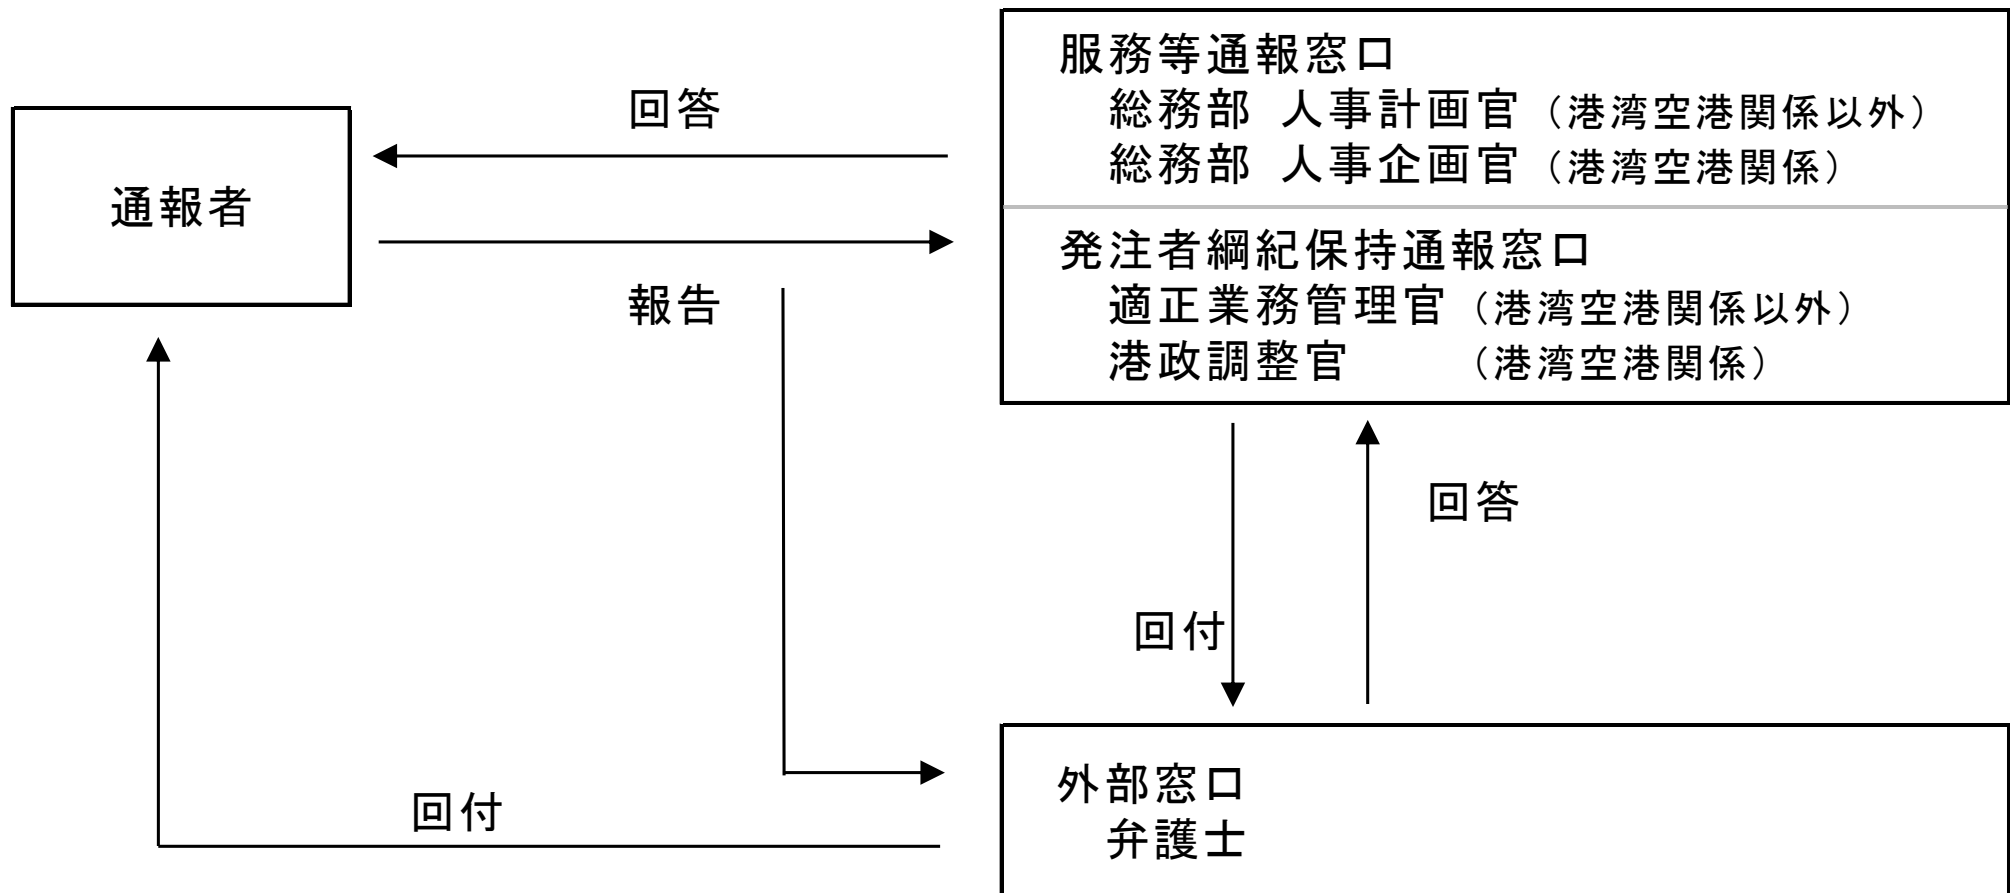 服務等通報窓口
総務部 人事計画官（港湾空港関係以外）
総務部 人事企画官（港湾空港関係）
発注者綱紀保持通報窓口
適正業務管理官（港湾空港関係以外）
港政調整官　　（港湾空港関係）
回答
通報者
報告
回答
回付
外部窓口
弁護士
回付